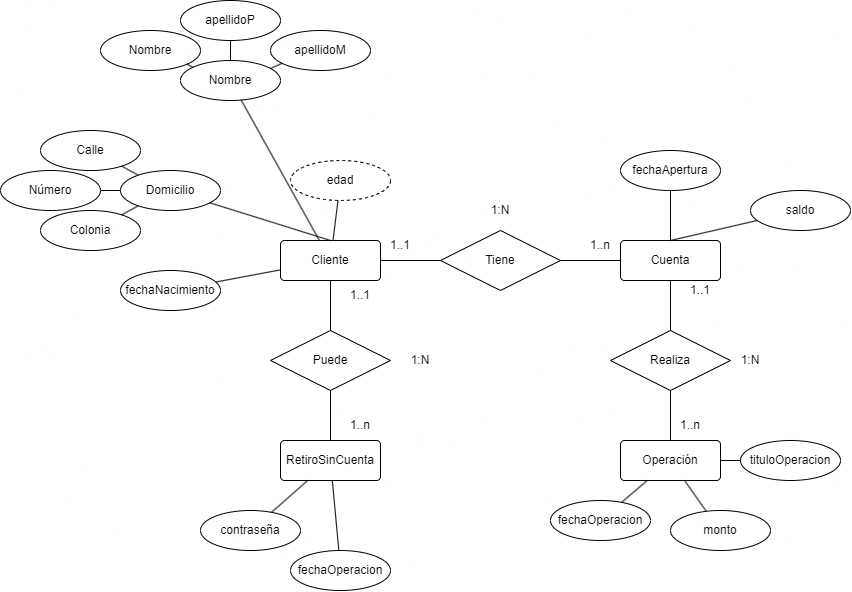 apellidoP
Nombre
apellidoM
Nombre
Calle
Número
Domicilio
Colonia
edad
fechaApertura
saldo
1:N
1..1
1..n
Cliente
Tiene
Cuenta
fechaNacimiento
1..1
1..1
Puede
1:N
Realiza
1:N
1..n
1..n
RetiroSinCuenta
Operación
tituloOperacion
contraseña
fechaOperacion
monto
fechaOperacion